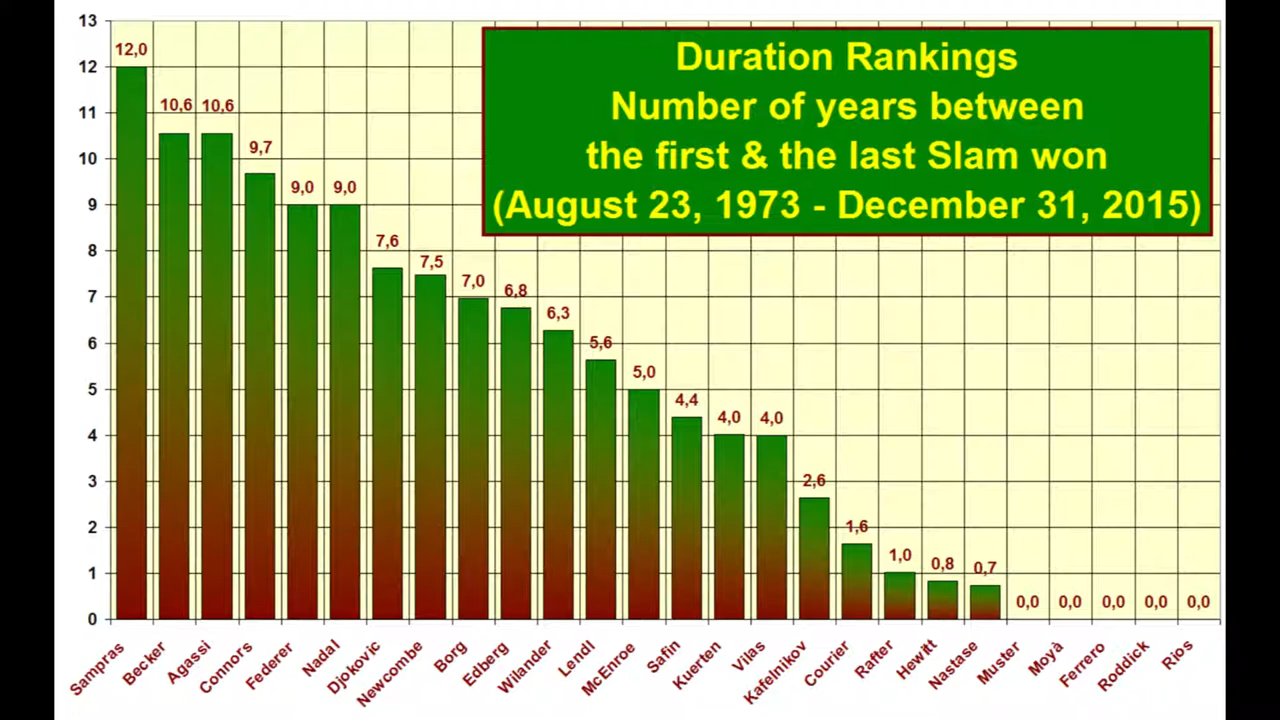 Duration Rankings
Number of years between
the first & the last Slam won
(August 23, 1973 - December 31, 2015)
13
12
11
10
9
8
7
6
5
4
3
2
1
0
12,0
10,6
10,6
9,7
9,0
9,0
7,6
7,5
7,0
6,8
6,3
5,6
5,0
4,4
4,0
4,0
2,6
1,6
1,0
0,8
0,7
0,0
0,0
0,0
0,0
0,0
Sampras
Becker
Agassi
Connors
Federer
Nadal
Djokovic
Newcombe
Borg
Edberg
Wilander
Lendl
McEnroe
Safin
Kuerten
Vilas
Kafelnikov
Courier
Rafter
Hewitt
Nastase
Muster
Moyà
Ferrero
Roddick
Rios